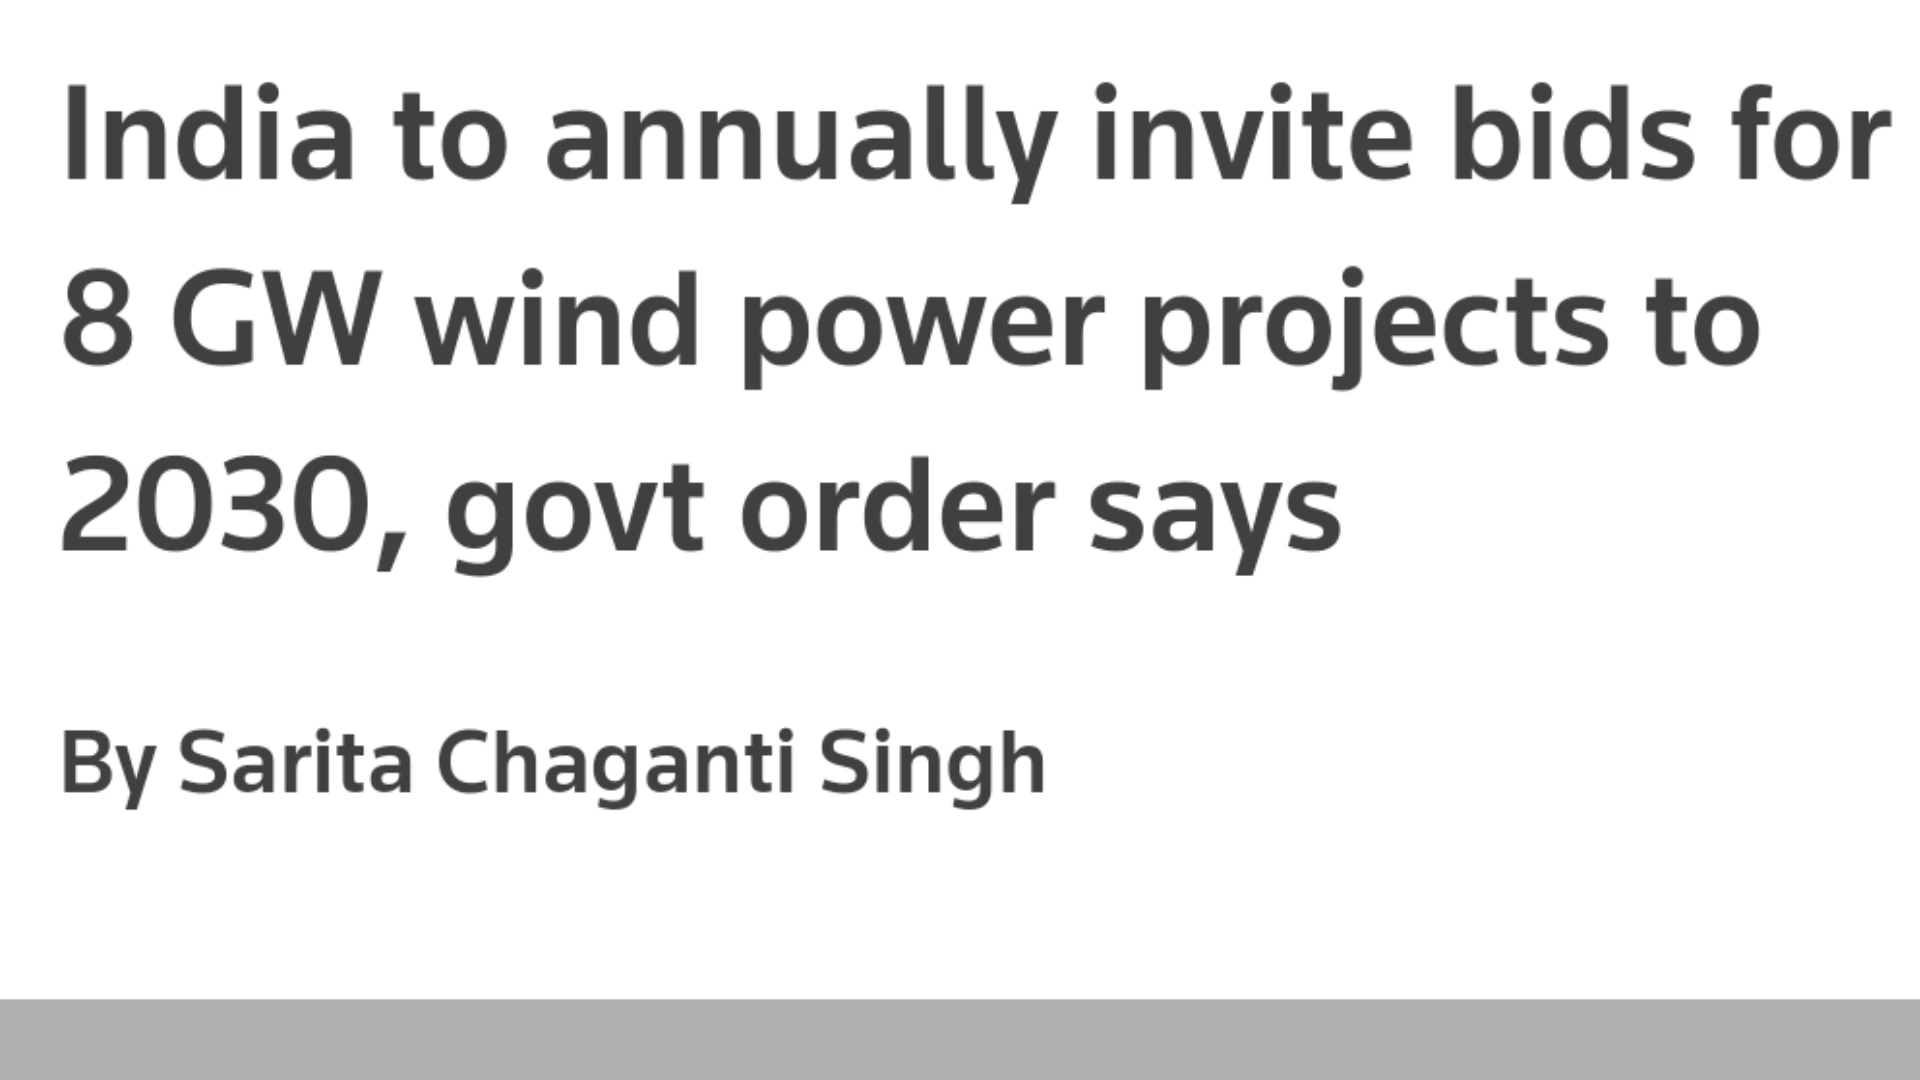 India to annually invite bids for
8 GW wind power projects to
2030, govt order says
By Sarita Chaganti Singh